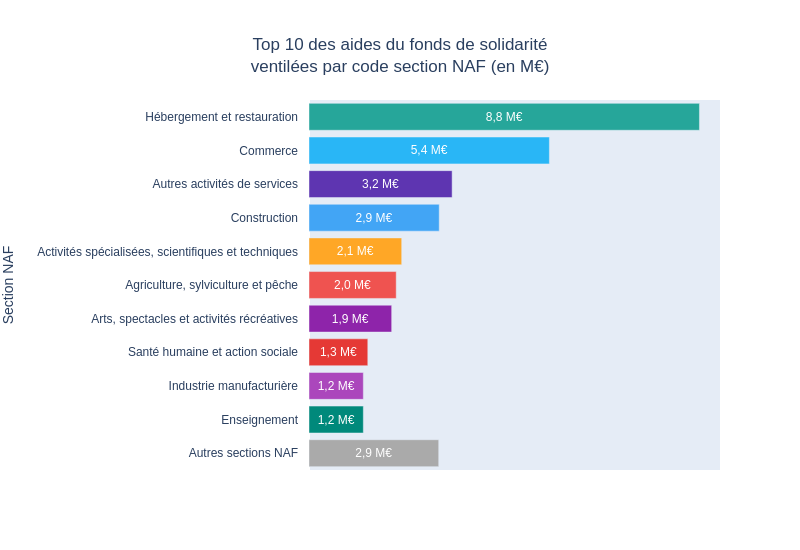 Top 10 des aides du fonds de solidarité
ventilées par code section NAF (en M€)
Section NAF
Hébergement et restauration 8,8 M€
Commerce 5,4 M€
Autres activités de services 3,2 M€
Construction 2,9 M€
Activités spécialisées, scientifiques et techniques 2,1 M€
Agriculture, sylviculture et pêche 2,0 M€
Arts, spectacles et activités récréatives 1,9 M€
Santé humaine et action sociale 1,3 M€
Industrie manufacturière 1,2 M€
Enseignement 1,2 M€
Autres sections NAF 2,9 M€